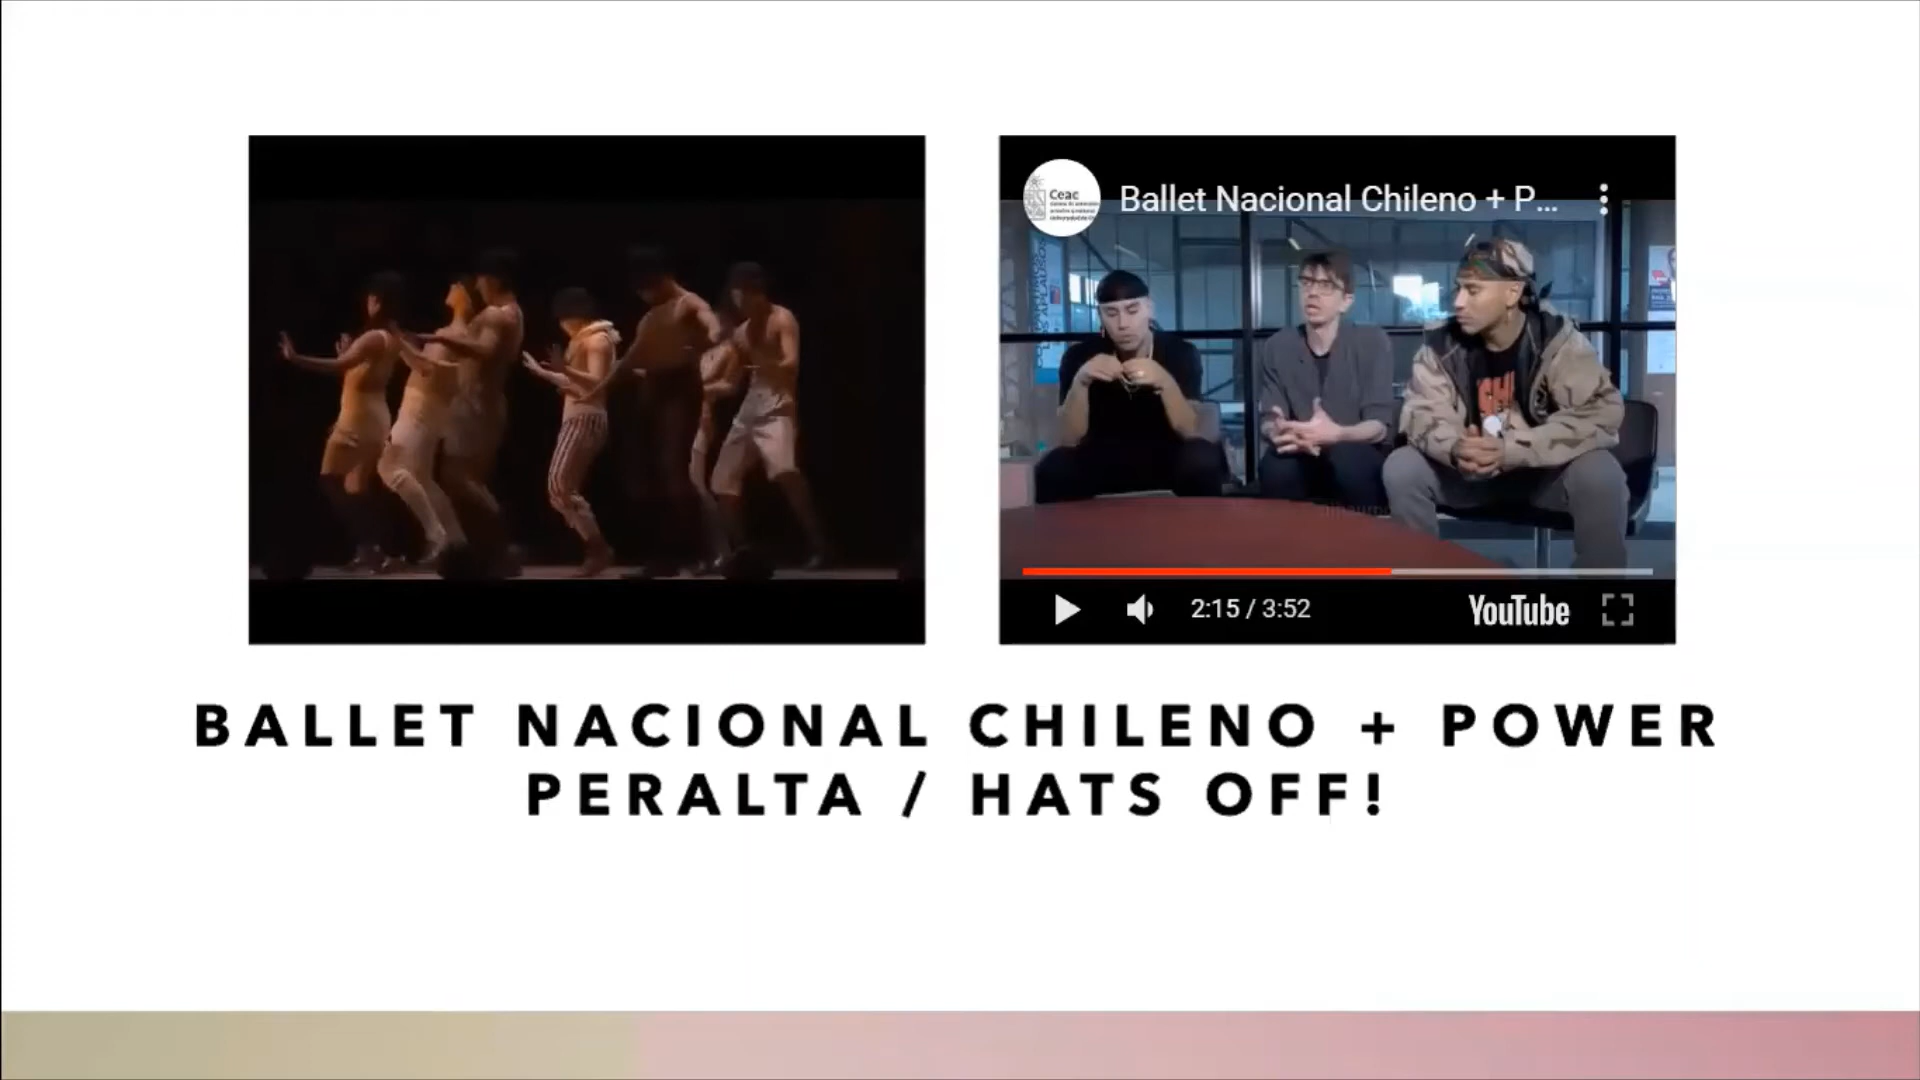 Ceac
Ballet Nacional Chileno + P...
2:15 / 3:52
YouTube
BALLET NACIONAL CHILENO + POWER
PERALTA / HATS OFF!